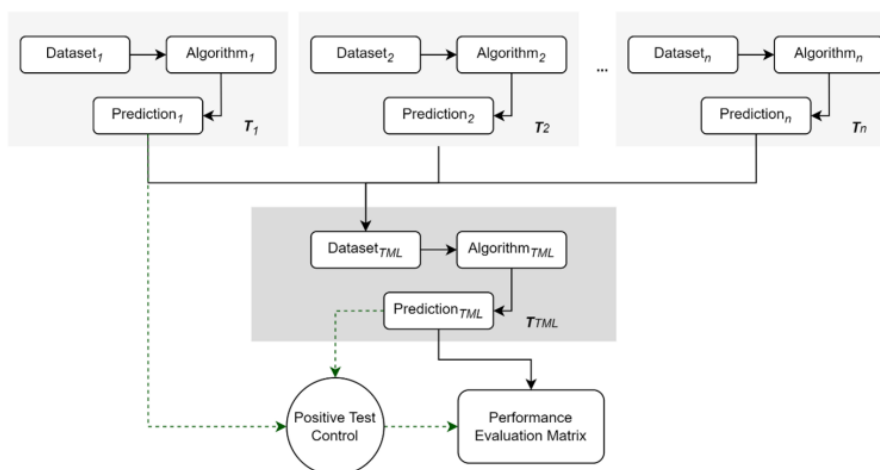 Dataset1
Algorithm1
Prediction1
T1
Dataset2
Algorithm2
Prediction2
T2
...
Datasetn
Algorithmn
Predictionn
Tn
DatasetTML
AlgorithmTML
PredictionTML
TTML
Positive Test
Control
Performance
Evaluation Matrix